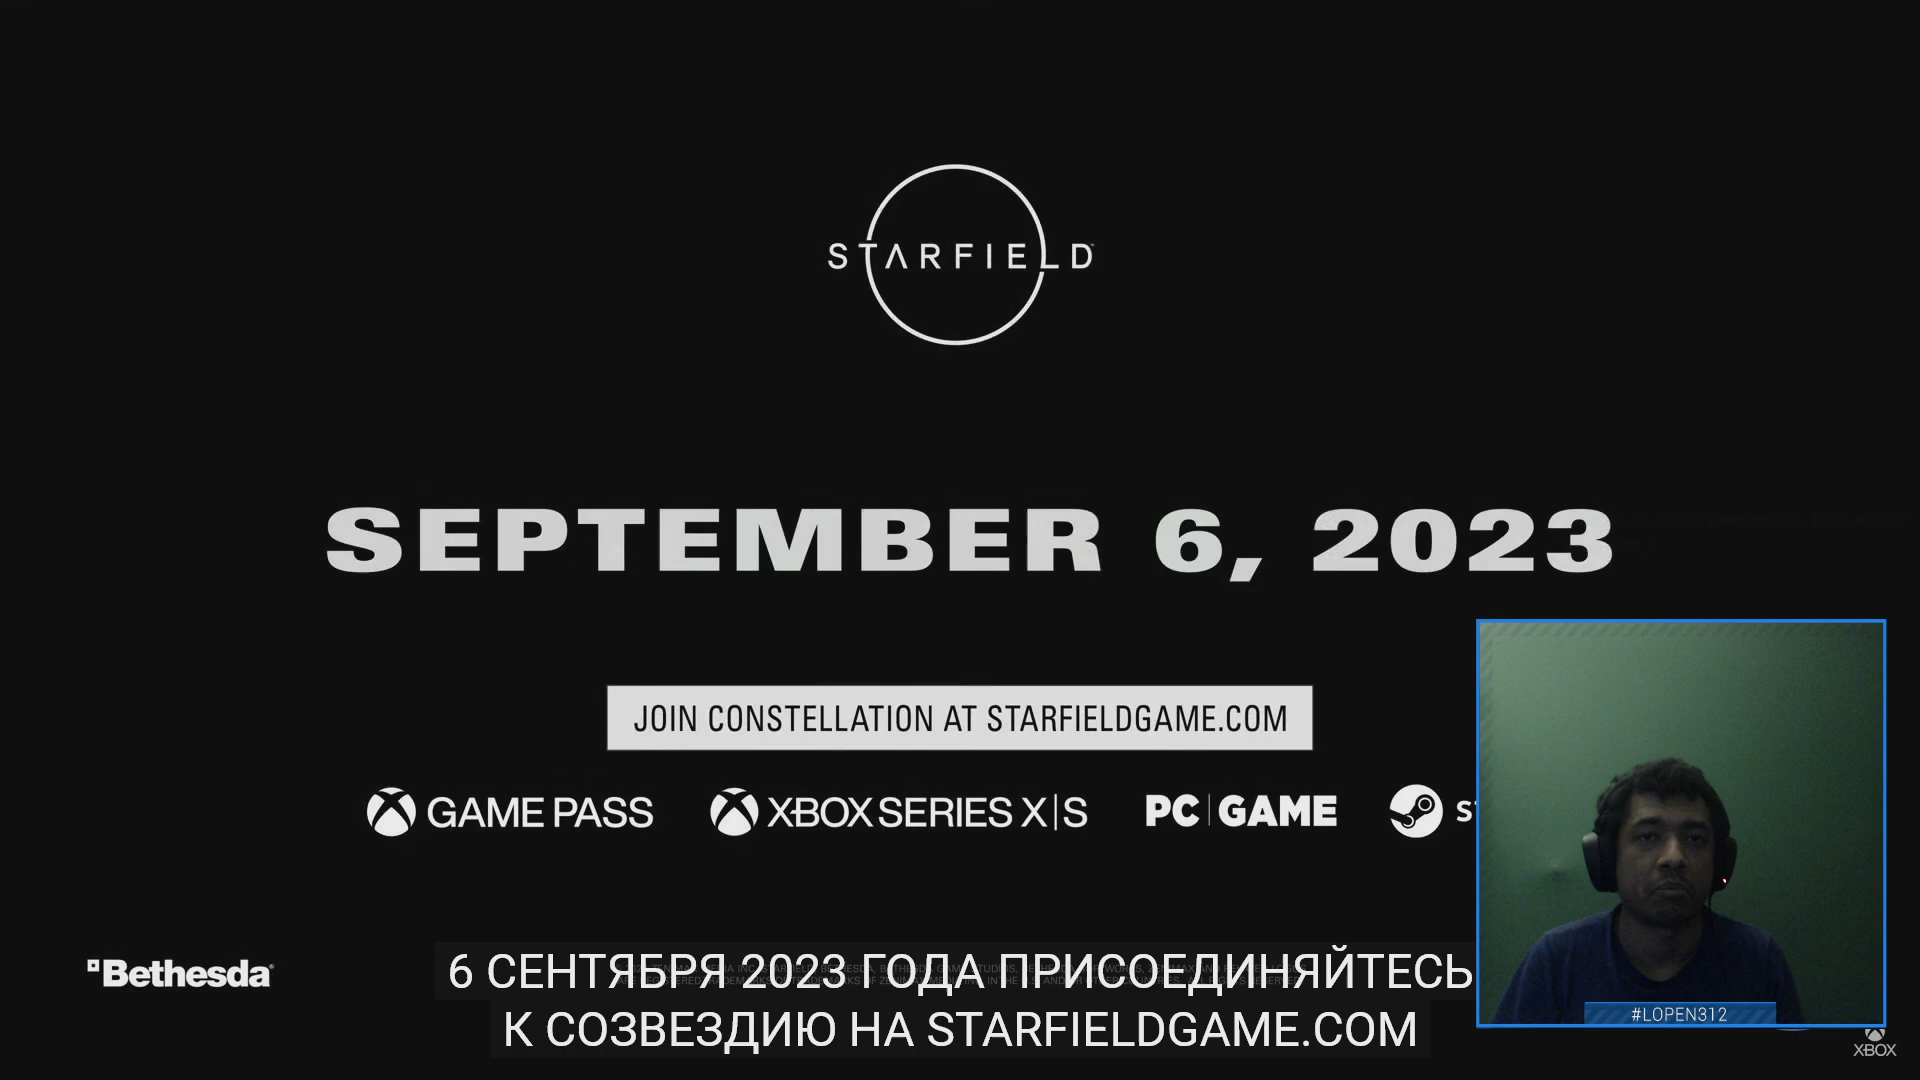 STARFIELD
SEPTEMBER 6, 2023
JOIN CONSTELLATION AT STARFIELDGAME.COM
GAME PASS XBOX SERIES X|S PC GAME
Bethesda
6 СЕНТЯБРЯ 2023 ГОДА ПРИСОЕДИНЯЙТЕСЬ
К СОЗВЕЗДИЮ НА STARFIELDGAME.COM
#LOPEN312
XBOX